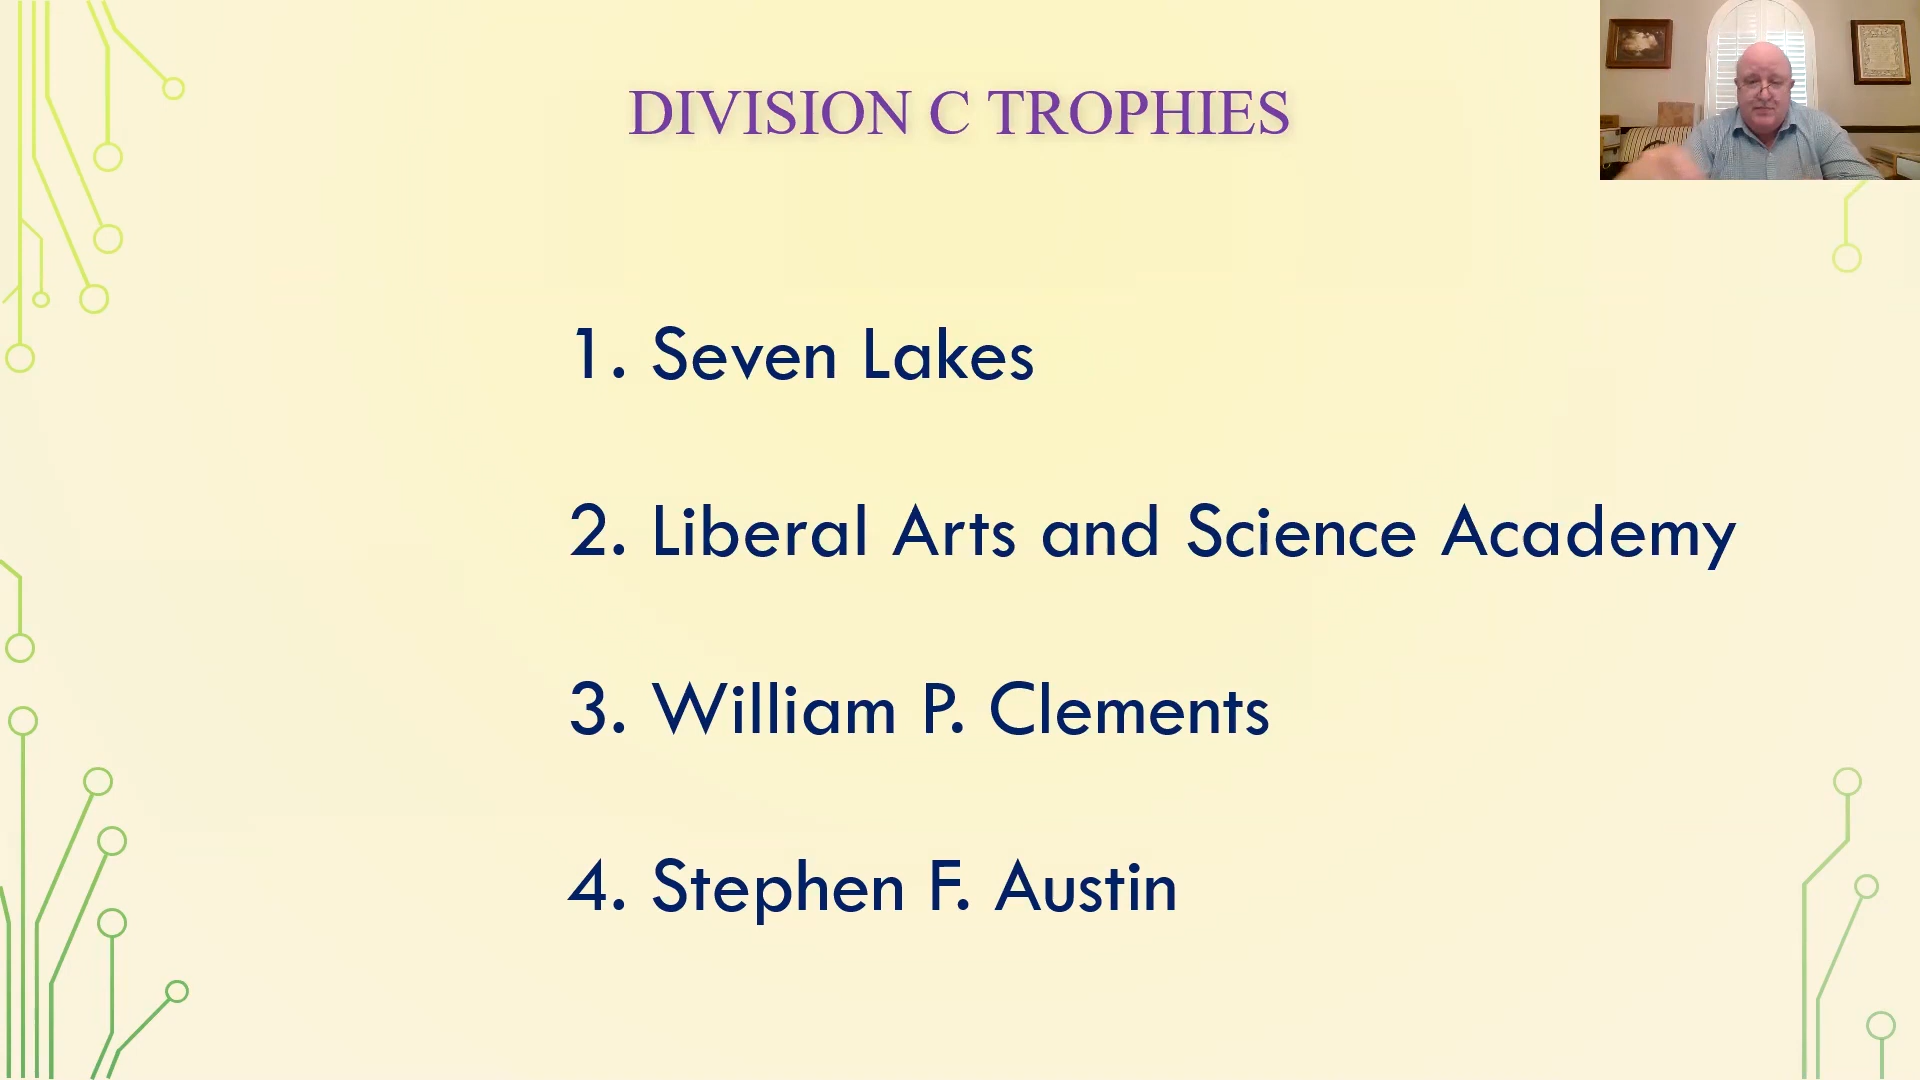 DIVISION C TROPHIES
1. Seven Lakes
2. Liberal Arts and Science Academy
3. William P. Clements
4. Stephen F. Austin